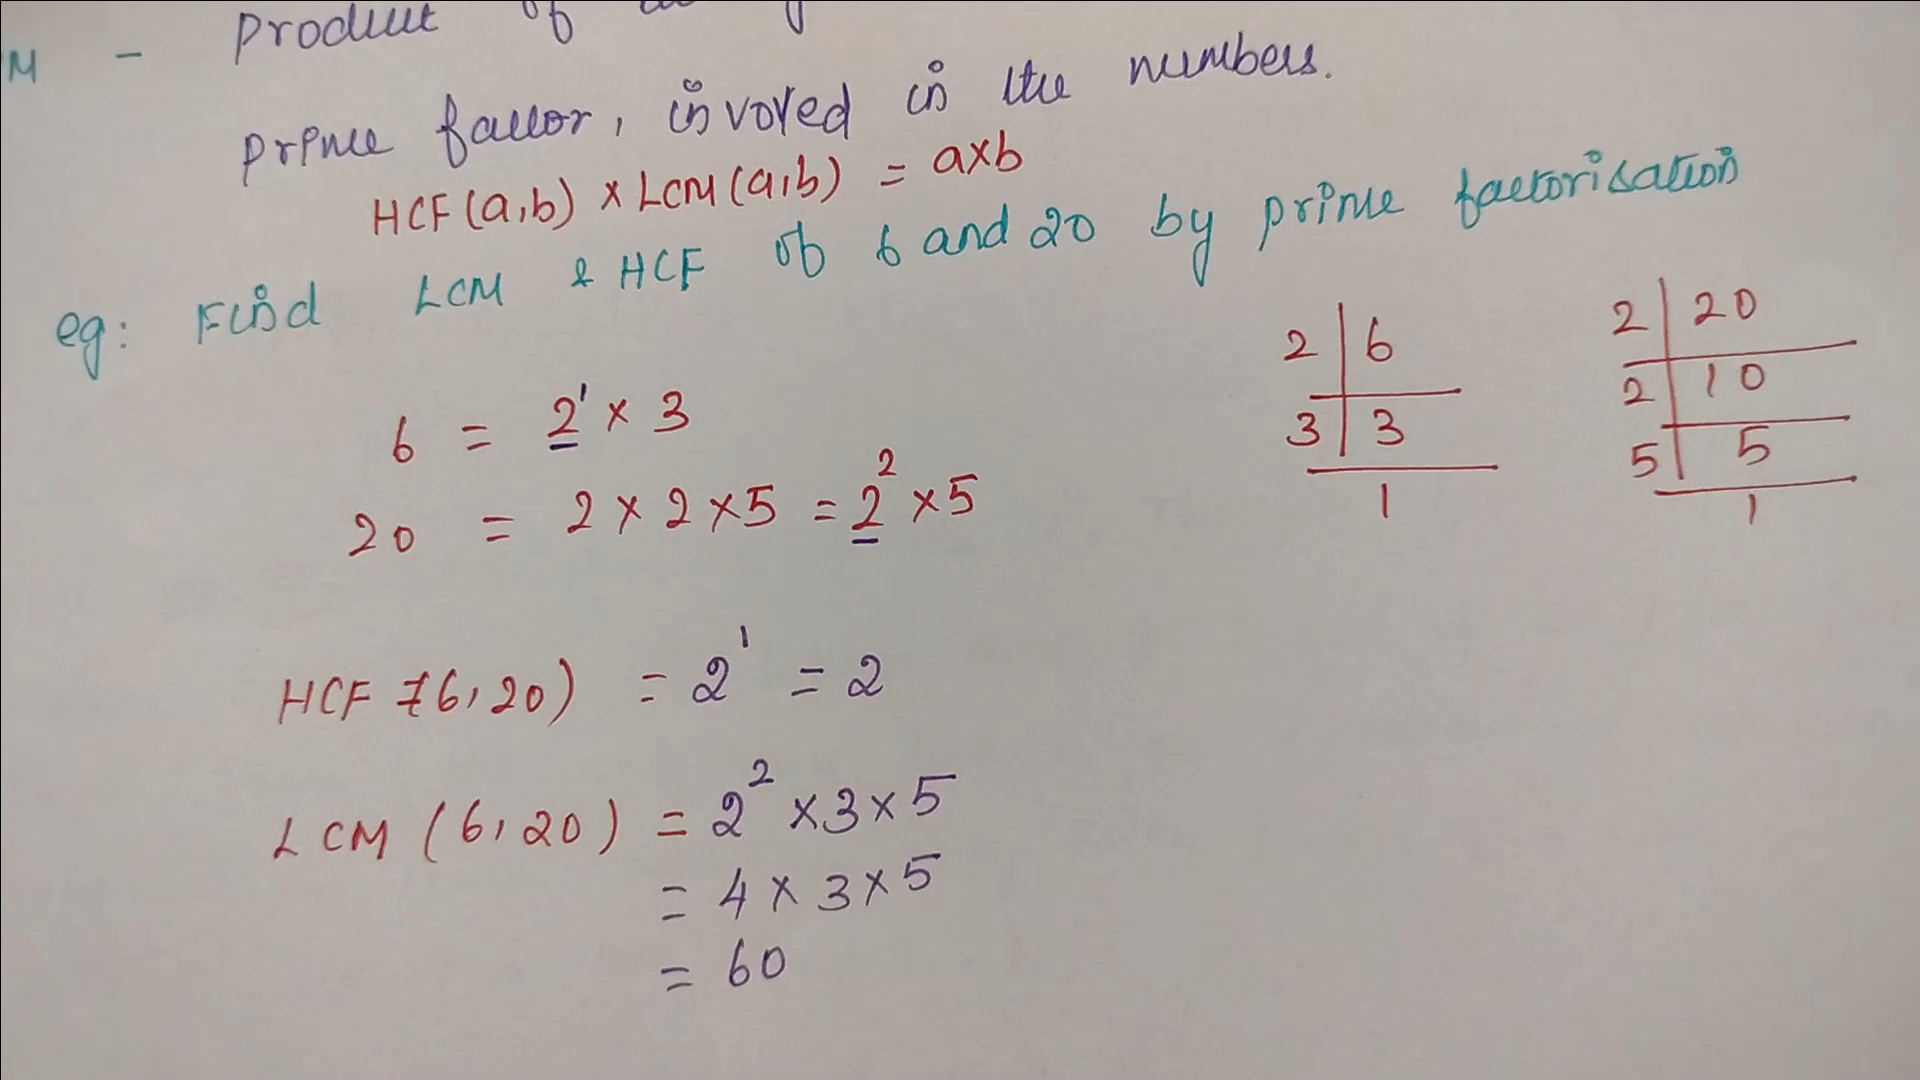 M - Product of
prime factor, invoved in the numbers.
HCF (a,b) x LCM (a,b) = axb
eg: Find LCM & HCF of 6 and 20 by prime factorisation
2 | 6
3 | 3
1
2 | 20
2 | 10
5 | 5
1
6 = 2¹ x 3
20 = 2 x 2 x 5 = 2² x 5
HCF (6,20) = 2¹ = 2
LCM (6,20) = 2² x 3 x 5
= 4 x 3 x 5
= 60